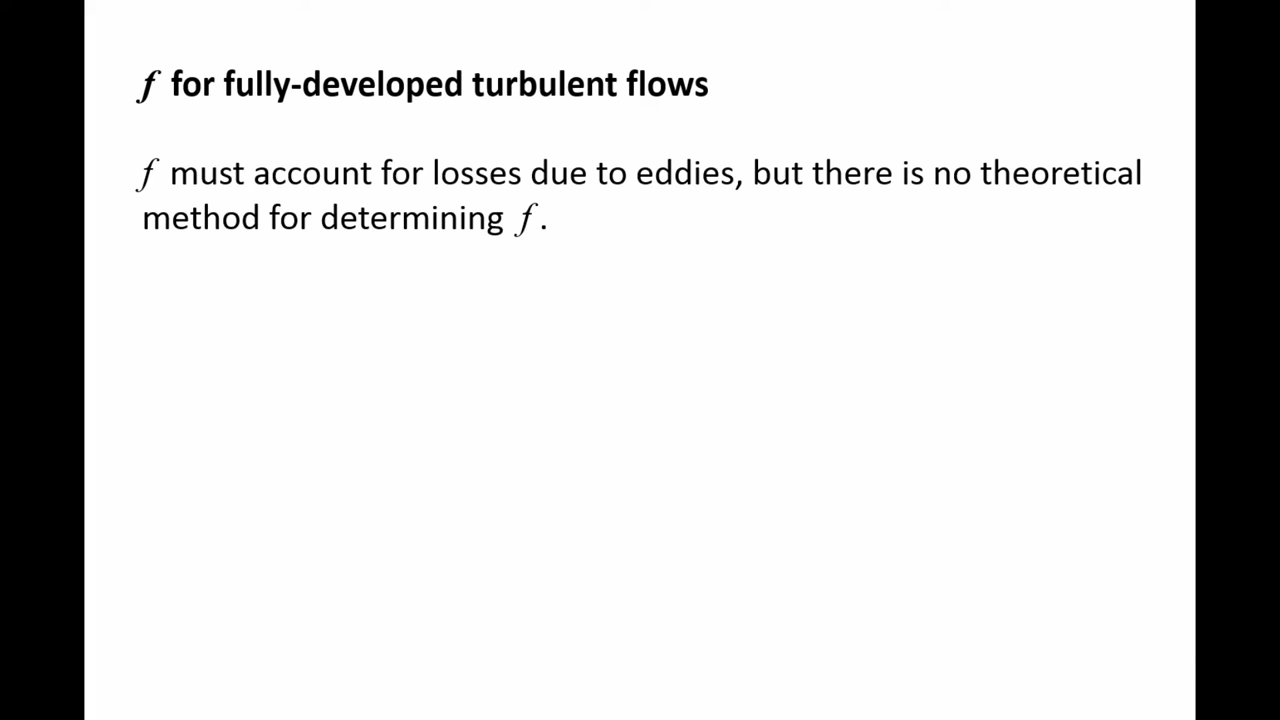 f for fully-developed turbulent flows
f must account for losses due to eddies, but there is no theoretical
method for determining f.